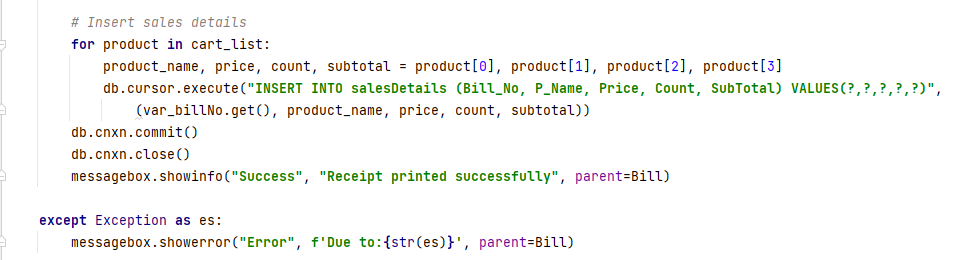 # Insert sales details
for product in cart_list:
product_name, price, count, subtotal = product[0], product[1], product[2], product[3]
db.cursor.execute("INSERT INTO salesDetails (Bill_No, P_Name, Price, Count, SubTotal) VALUES(?,?,?,?,?)",
(var_billNo.get(), product_name, price, count, subtotal))
db.cnxn.commit()
db.cnxn.close()
messagebox.showinfo("Success", "Receipt printed successfully", parent=Bill)
except Exception as es:
messagebox.showerror("Error", f'Due to:{str(es)}', parent=Bill)